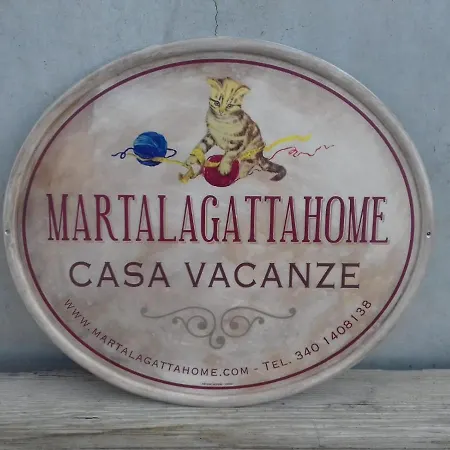 MARTALAGATTAHOME
CASA VACANZE
WWW.MARTALAGATTAHOME.COM - TEL. 340 1408138